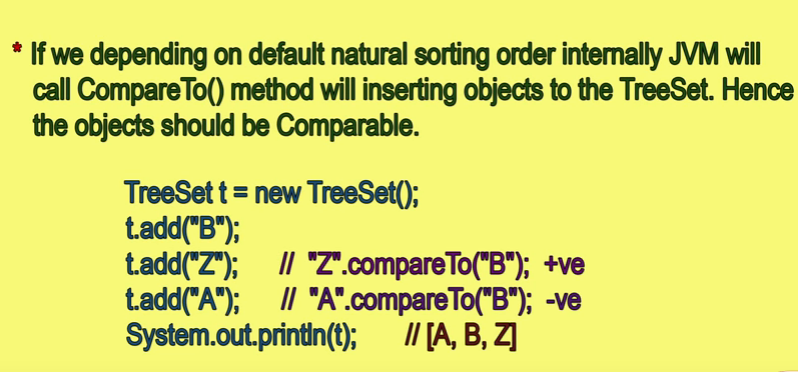 * If we depending on default natural sorting order internally JVM will
call CompareTo() method will inserting objects to the TreeSet. Hence
the objects should be Comparable.
TreeSet t = new TreeSet();
t.add("B");
t.add("Z"); // "Z".compareTo("B"); +ve
t.add("A"); // "A".compareTo("B"); -ve
System.out.println(t); // [A, B, Z]